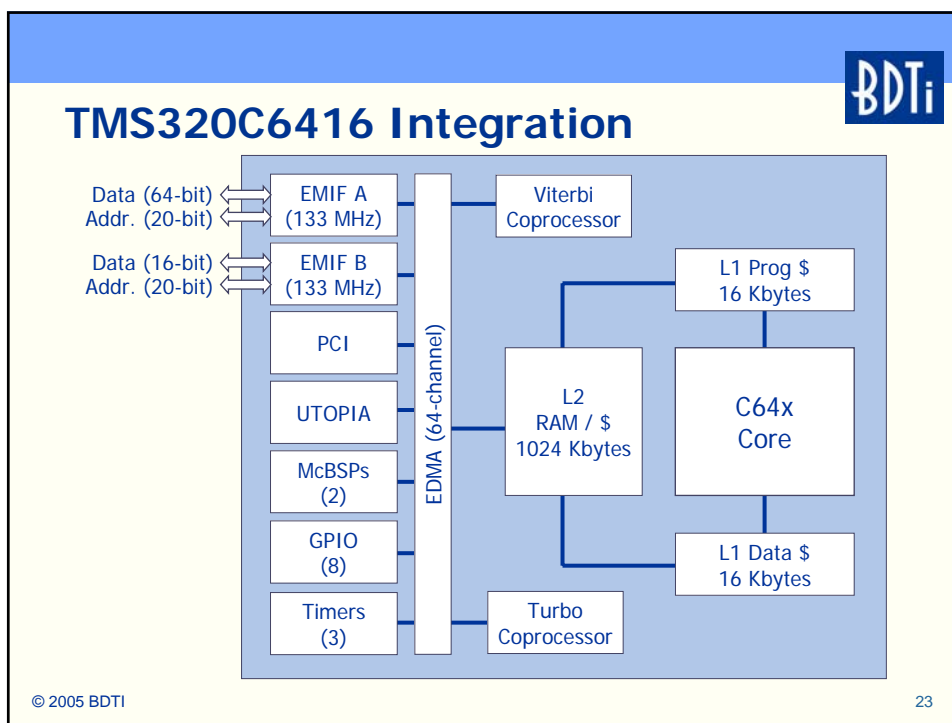 BDTi
TMS320C6416 Integration
Data (64-bit)
Addr. (20-bit)
EMIF A
(133 MHz)
Data (16-bit)
Addr. (20-bit)
EMIF B
(133 MHz)
PCI
UTOPIA
McBSPs
(2)
GPIO
(8)
Timers
(3)
EDMA (64-channel)
Viterbi
Coprocessor
L2
RAM / $
1024 Kbytes
Turbo
Coprocessor
L1 Prog $
16 Kbytes
C64x
Core
L1 Data $
16 Kbytes
© 2005 BDTI
23